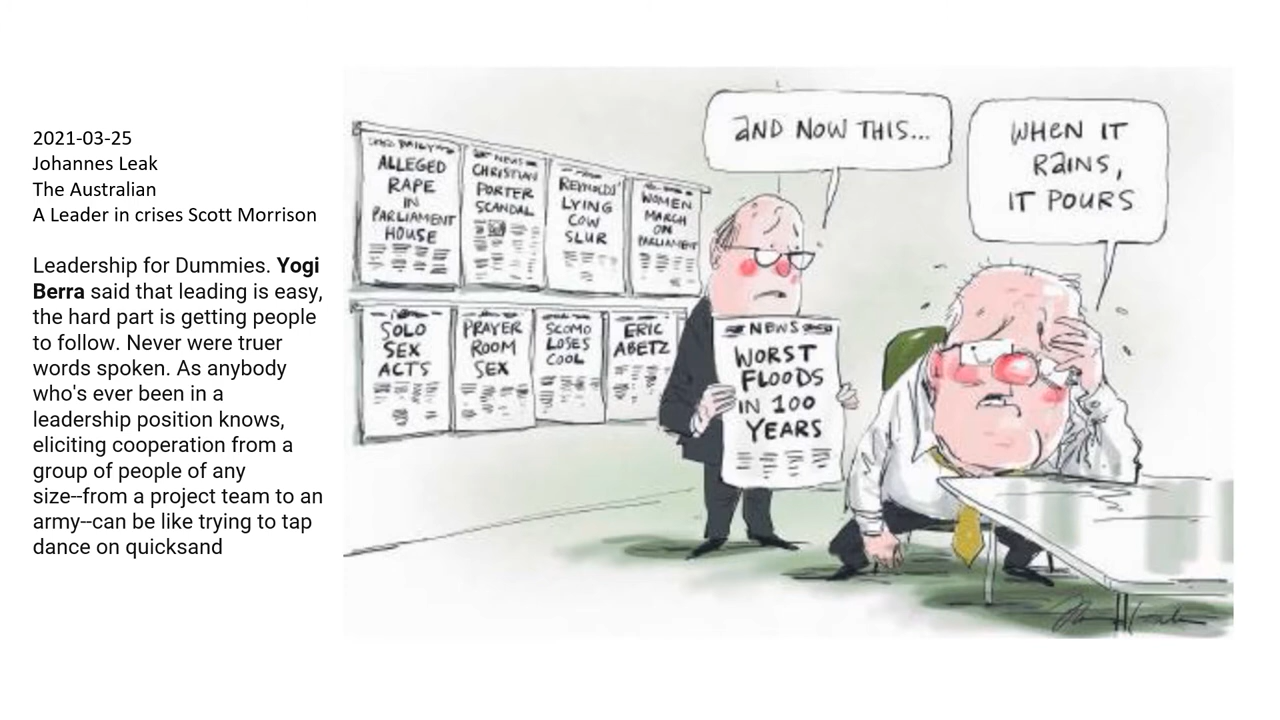 2021-03-25
Johannes Leak
The Australian
A Leader in crises Scott Morrison
Leadership for Dummies. Yogi
Berra said that leading is easy,
the hard part is getting people
to follow. Never were truer
words spoken. As anybody
who's ever been in a
leadership position knows,
eliciting cooperation from a
group of people of any
size--from a project team to an
army--can be like trying to tap
dance on quicksand
DAILY
ALLEGED
RAPE
IN
PARLIAMENT
HOUSE
NEWS
CHRISTIAN
PORTER
SCANDAL
REYNOLDS'
LYING
COW
SLUR
WOMEN
MARCH
ON
PARLIAMENT
SOLO
SEX
ACTS
PRAYER
ROOM
SEX
SCOMO
LOSES
COOL
ERIC
ABETZ
AND NOW THIS...
NEWS
WORST
FLOODS
IN 100
YEARS
WHEN IT
RAINS,
IT POURS